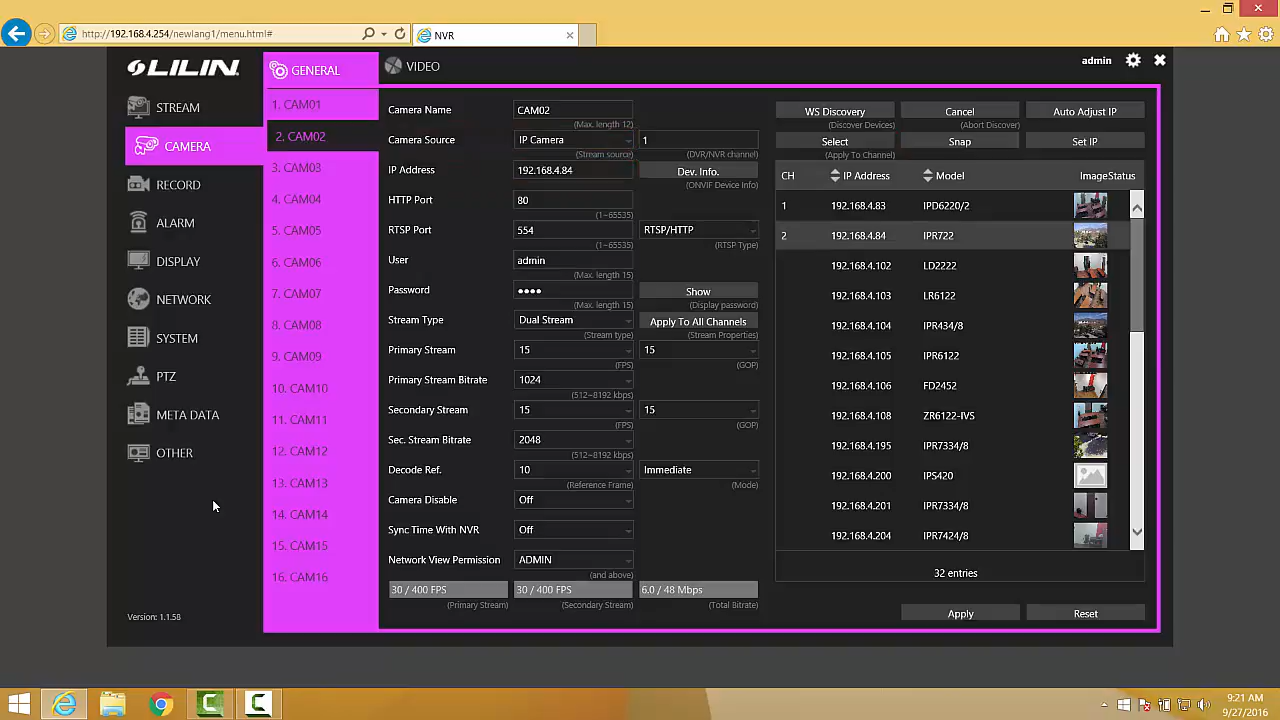 http://192.168.4.254/newlang1/menu.html#
NVR
LILIN
GENERAL
VIDEO
admin
STREAM
CAMERA
RECORD
ALARM
DISPLAY
NETWORK
SYSTEM
PTZ
META DATA
OTHER
Version: 1.1.58
1. CAM01
2. CAM02
3. CAM03
4. CAM04
5. CAM05
6. CAM06
7. CAM07
8. CAM08
9. CAM09
10. CAM10
11. CAM11
12. CAM12
13. CAM13
14. CAM14
15. CAM15
16. CAM16
Camera Name CAM02
(Max. length 12)
Camera Source IP Camera 1
(Stream source) (DVR/NVR channel)
IP Address 192.168.4.84 Dev. Info.
(ONVIF Device Info)
HTTP Port 80
(1~65535)
RTSP Port 554 RTSP/HTTP
(1~65535) (RTSP Type)
User admin
(Max. length 15)
Password •••• Show
(Max. length 15) (Display password)
Stream Type Dual Stream Apply To All Channels
(Stream type) (Stream Properties)
Primary Stream 15 15
(FPS) (GOP)
Primary Stream Bitrate 1024
(512~8192 kbps)
Secondary Stream 15 15
(FPS) (GOP)
Sec. Stream Bitrate 2048
(512~8192 kbps)
Decode Ref. 10 Immediate
(Reference Frame) (Mode)
Camera Disable Off
Sync Time With NVR Off
Network View Permission ADMIN
(and above)
30 / 400 FPS 30 / 400 FPS 6.0 / 48 Mbps
(Primary Stream) (Secondary Stream) (Total Bitrate)
WS Discovery Cancel Auto Adjust IP
(Discover Devices) (Abort Discover)
Select Snap Set IP
(Apply To Channel)
CH IP Address Model ImageStatus
1 192.168.4.83 IPD6220/2
2 192.168.4.84 IPR722
192.168.4.102 LD2222
192.168.4.103 LR6122
192.168.4.104 IPR434/8
192.168.4.105 IPR6122
192.168.4.106 FD2452
192.168.4.108 ZR6122-IVS
192.168.4.195 IPR7334/8
192.168.4.200 IPS420
192.168.4.201 IPR7334/8
192.168.4.204 IPR7424/8
32 entries
Apply Reset
9:21 AM
9/27/2016